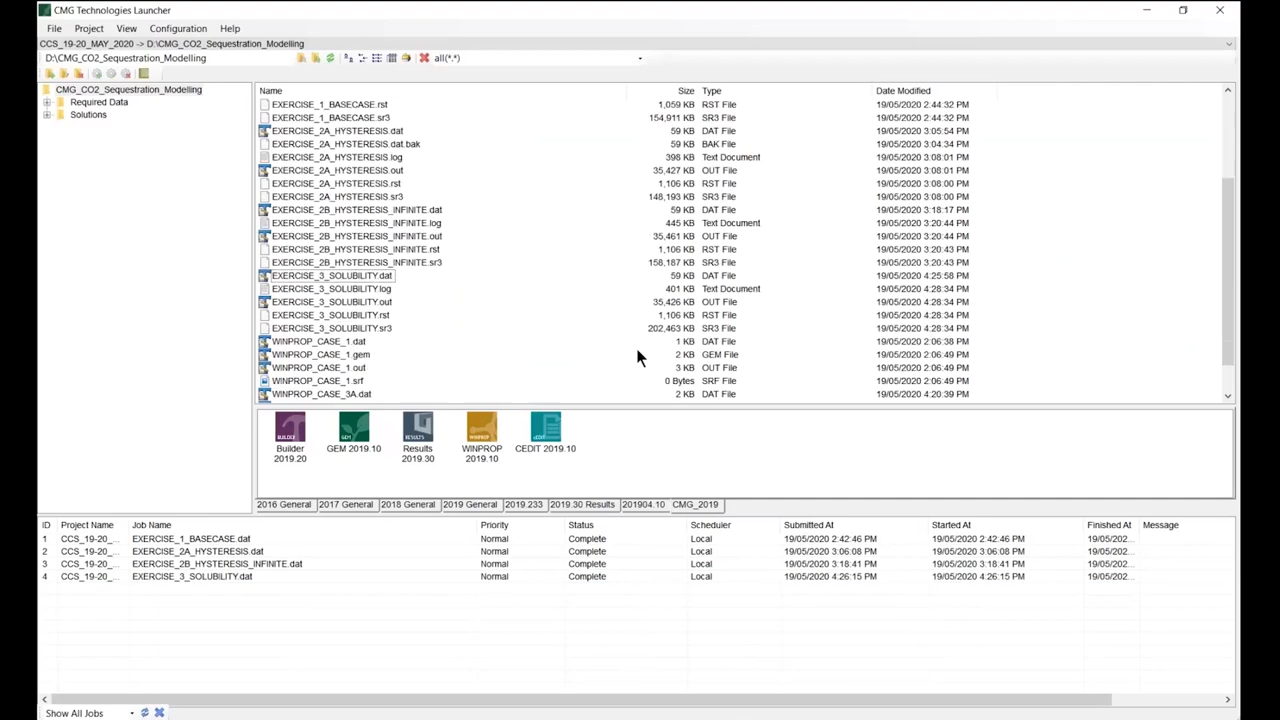 CMG Technologies Launcher
File Project View Configuration Help
CCS_19-20_MAY_2020 -> D:\CMG_CO2_Sequestration_Modelling
D:\CMG_CO2_Sequestration_Modelling all(*.*)
CMG_CO2_Sequestration_Modelling
Required Data
Solutions
Name Size Type Date Modified
EXERCISE_1_BASECASE.rst 1,059 KB RST File 19/05/2020 2:44:32 PM
EXERCISE_1_BASECASE.sr3 154,911 KB SR3 File 19/05/2020 2:44:32 PM
EXERCISE_2A_HYSTERESIS.dat 59 KB DAT File 19/05/2020 3:05:54 PM
EXERCISE_2A_HYSTERESIS.dat.bak 59 KB BAK File 19/05/2020 3:04:34 PM
EXERCISE_2A_HYSTERESIS.log 398 KB Text Document 19/05/2020 3:08:01 PM
EXERCISE_2A_HYSTERESIS.out 35,427 KB OUT File 19/05/2020 3:08:01 PM
EXERCISE_2A_HYSTERESIS.rst 1,106 KB RST File 19/05/2020 3:08:00 PM
EXERCISE_2A_HYSTERESIS.sr3 148,193 KB SR3 File 19/05/2020 3:08:00 PM
EXERCISE_2B_HYSTERESIS_INFINITE.dat 59 KB DAT File 19/05/2020 3:18:17 PM
EXERCISE_2B_HYSTERESIS_INFINITE.log 445 KB Text Document 19/05/2020 3:20:44 PM
EXERCISE_2B_HYSTERESIS_INFINITE.out 35,461 KB OUT File 19/05/2020 3:20:44 PM
EXERCISE_2B_HYSTERESIS_INFINITE.rst 1,106 KB RST File 19/05/2020 3:20:43 PM
EXERCISE_2B_HYSTERESIS_INFINITE.sr3 158,187 KB SR3 File 19/05/2020 3:20:43 PM
EXERCISE_3_SOLUBILITY.dat 59 KB DAT File 19/05/2020 4:25:58 PM
EXERCISE_3_SOLUBILITY.log 401 KB Text Document 19/05/2020 4:28:34 PM
EXERCISE_3_SOLUBILITY.out 35,426 KB OUT File 19/05/2020 4:28:34 PM
EXERCISE_3_SOLUBILITY.rst 1,106 KB RST File 19/05/2020 4:28:34 PM
EXERCISE_3_SOLUBILITY.sr3 202,463 KB SR3 File 19/05/2020 4:28:34 PM
WINPROP_CASE_1.dat 1 KB DAT File 19/05/2020 2:06:38 PM
WINPROP_CASE_1.gem 2 KB GEM File 19/05/2020 2:06:49 PM
WINPROP_CASE_1.out 3 KB OUT File 19/05/2020 2:06:49 PM
WINPROP_CASE_1.srf 0 Bytes SRF File 19/05/2020 2:06:49 PM
WINPROP_CASE_3A.dat 2 KB DAT File 19/05/2020 4:20:39 PM
BUILDER GEM RESULTS WINPROP cEDIT
Builder 2019.20
GEM 2019.10
Results 2019.30
WINPROP 2019.10
CEDIT 2019.10
2016 General 2017 General 2018 General 2019 General 2019.233 2019.30 Results 201904.10 CMG_2019
ID Project Name Job Name Priority Status Scheduler Submitted At Started At Finished At Message
1 CCS_19-20_... EXERCISE_1_BASECASE.dat Normal Complete Local 19/05/2020 2:42:46 PM 19/05/2020 2:42:46 PM 19/05/202...
2 CCS_19-20_... EXERCISE_2A_HYSTERESIS.dat Normal Complete Local 19/05/2020 3:06:08 PM 19/05/2020 3:06:08 PM 19/05/202...
3 CCS_19-20_... EXERCISE_2B_HYSTERESIS_INFINITE.dat Normal Complete Local 19/05/2020 3:18:41 PM 19/05/2020 3:18:41 PM 19/05/202...
4 CCS_19-20_... EXERCISE_3_SOLUBILITY.dat Normal Complete Local 19/05/2020 4:26:15 PM 19/05/2020 4:26:15 PM 19/05/202...
Show All Jobs